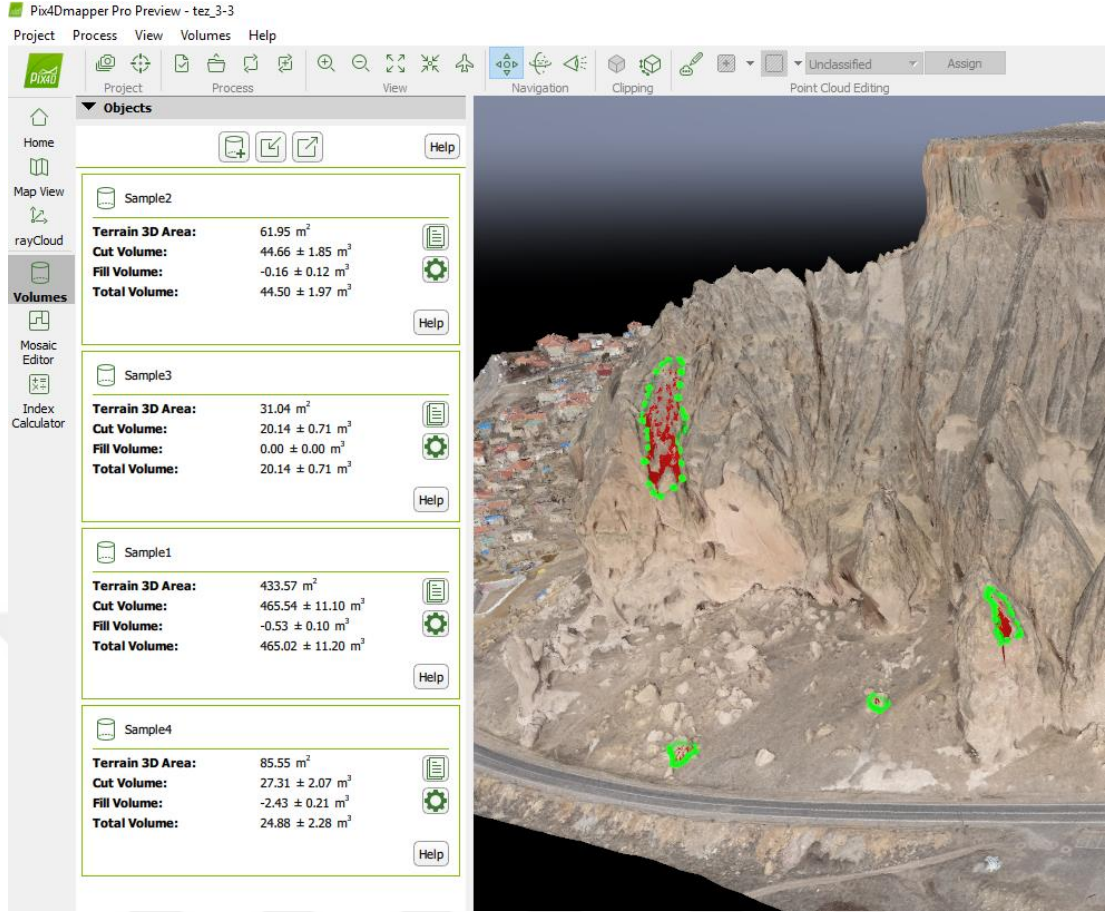 Pix4Dmapper Pro Preview - tez_3-3
Project Process View Volumes Help
PIX4D
Unclassified Assign
Project Process View Navigation Clipping Point Cloud Editing
Home
Map View
rayCloud
Volumes
Mosaic
Editor
Index
Calculator
Objects
Help
Sample2
Terrain 3D Area: 61.95 m²
Cut Volume: 44.66 ± 1.85 m³
Fill Volume: -0.16 ± 0.12 m³
Total Volume: 44.50 ± 1.97 m³
Help
Sample3
Terrain 3D Area: 31.04 m²
Cut Volume: 20.14 ± 0.71 m³
Fill Volume: 0.00 ± 0.00 m³
Total Volume: 20.14 ± 0.71 m³
Help
Sample1
Terrain 3D Area: 433.57 m²
Cut Volume: 465.54 ± 11.10 m³
Fill Volume: -0.53 ± 0.10 m³
Total Volume: 465.02 ± 11.20 m³
Help
Sample4
Terrain 3D Area: 85.55 m²
Cut Volume: 27.31 ± 2.07 m³
Fill Volume: -2.43 ± 0.21 m³
Total Volume: 24.88 ± 2.28 m³
Help